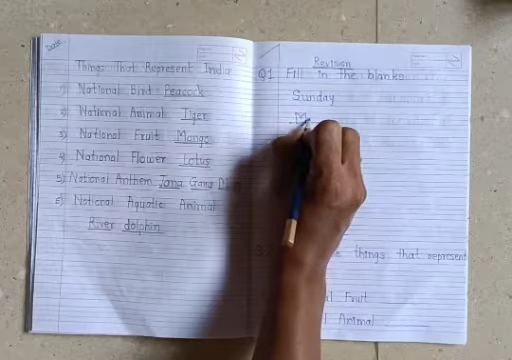 Date
Things That Represent India
1) National Bird Peacock
2) National Animal Tiger
3) National Fruit Mango
4) National Flower Lotus
5) National Anthem Jana Gana
6) National Aquatic Animal
River dolphin
Revision
Q1 Fill in the blanks
Sunday
M
things that represent
Fruit
Animal